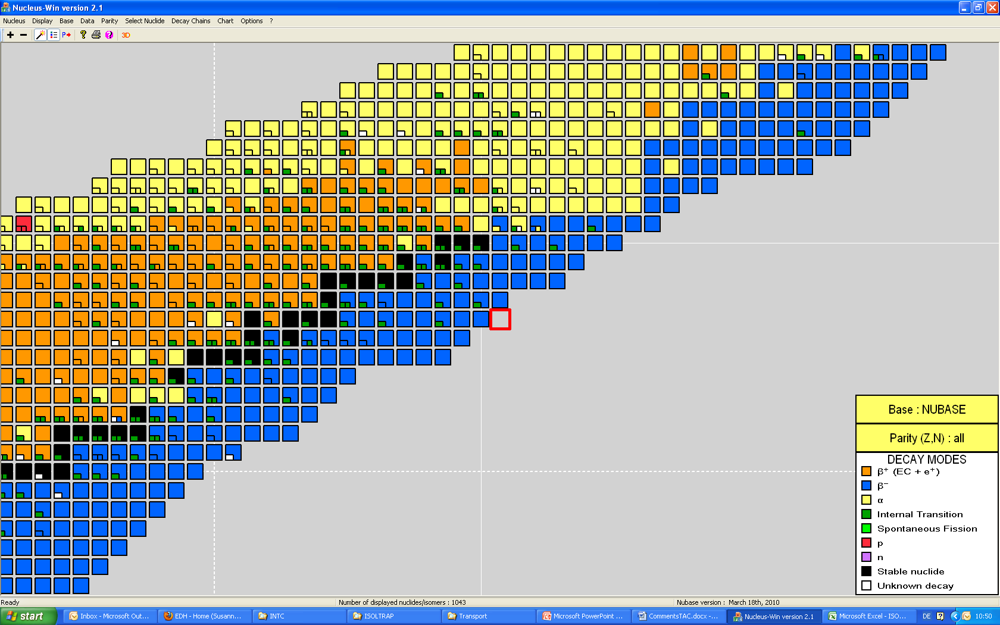 Nucleus-Win version 2.1
Nucleus Display Base Data Parity Select Nuclide Decay Chains Chart Options ?
P ? ? 3D
Base : NUBASE
Parity (Z,N) : all
DECAY MODES
β⁺ (EC + e⁺)
β⁻
α
Internal Transition
Spontaneous Fission
p
n
Stable nuclide
Unknown decay
Ready Number of displayed nuclides/isomers : 1043 Nubase version : March 18th, 2010
start Inbox - Microsoft Out... EDH - Home (Susann... INTC ISOLTRAP Transport Microsoft PowerPoint ... CommentsTAC.docx -... Nucleus-Win version 2.1 Microsoft Excel - ISO... DE ? 10:50